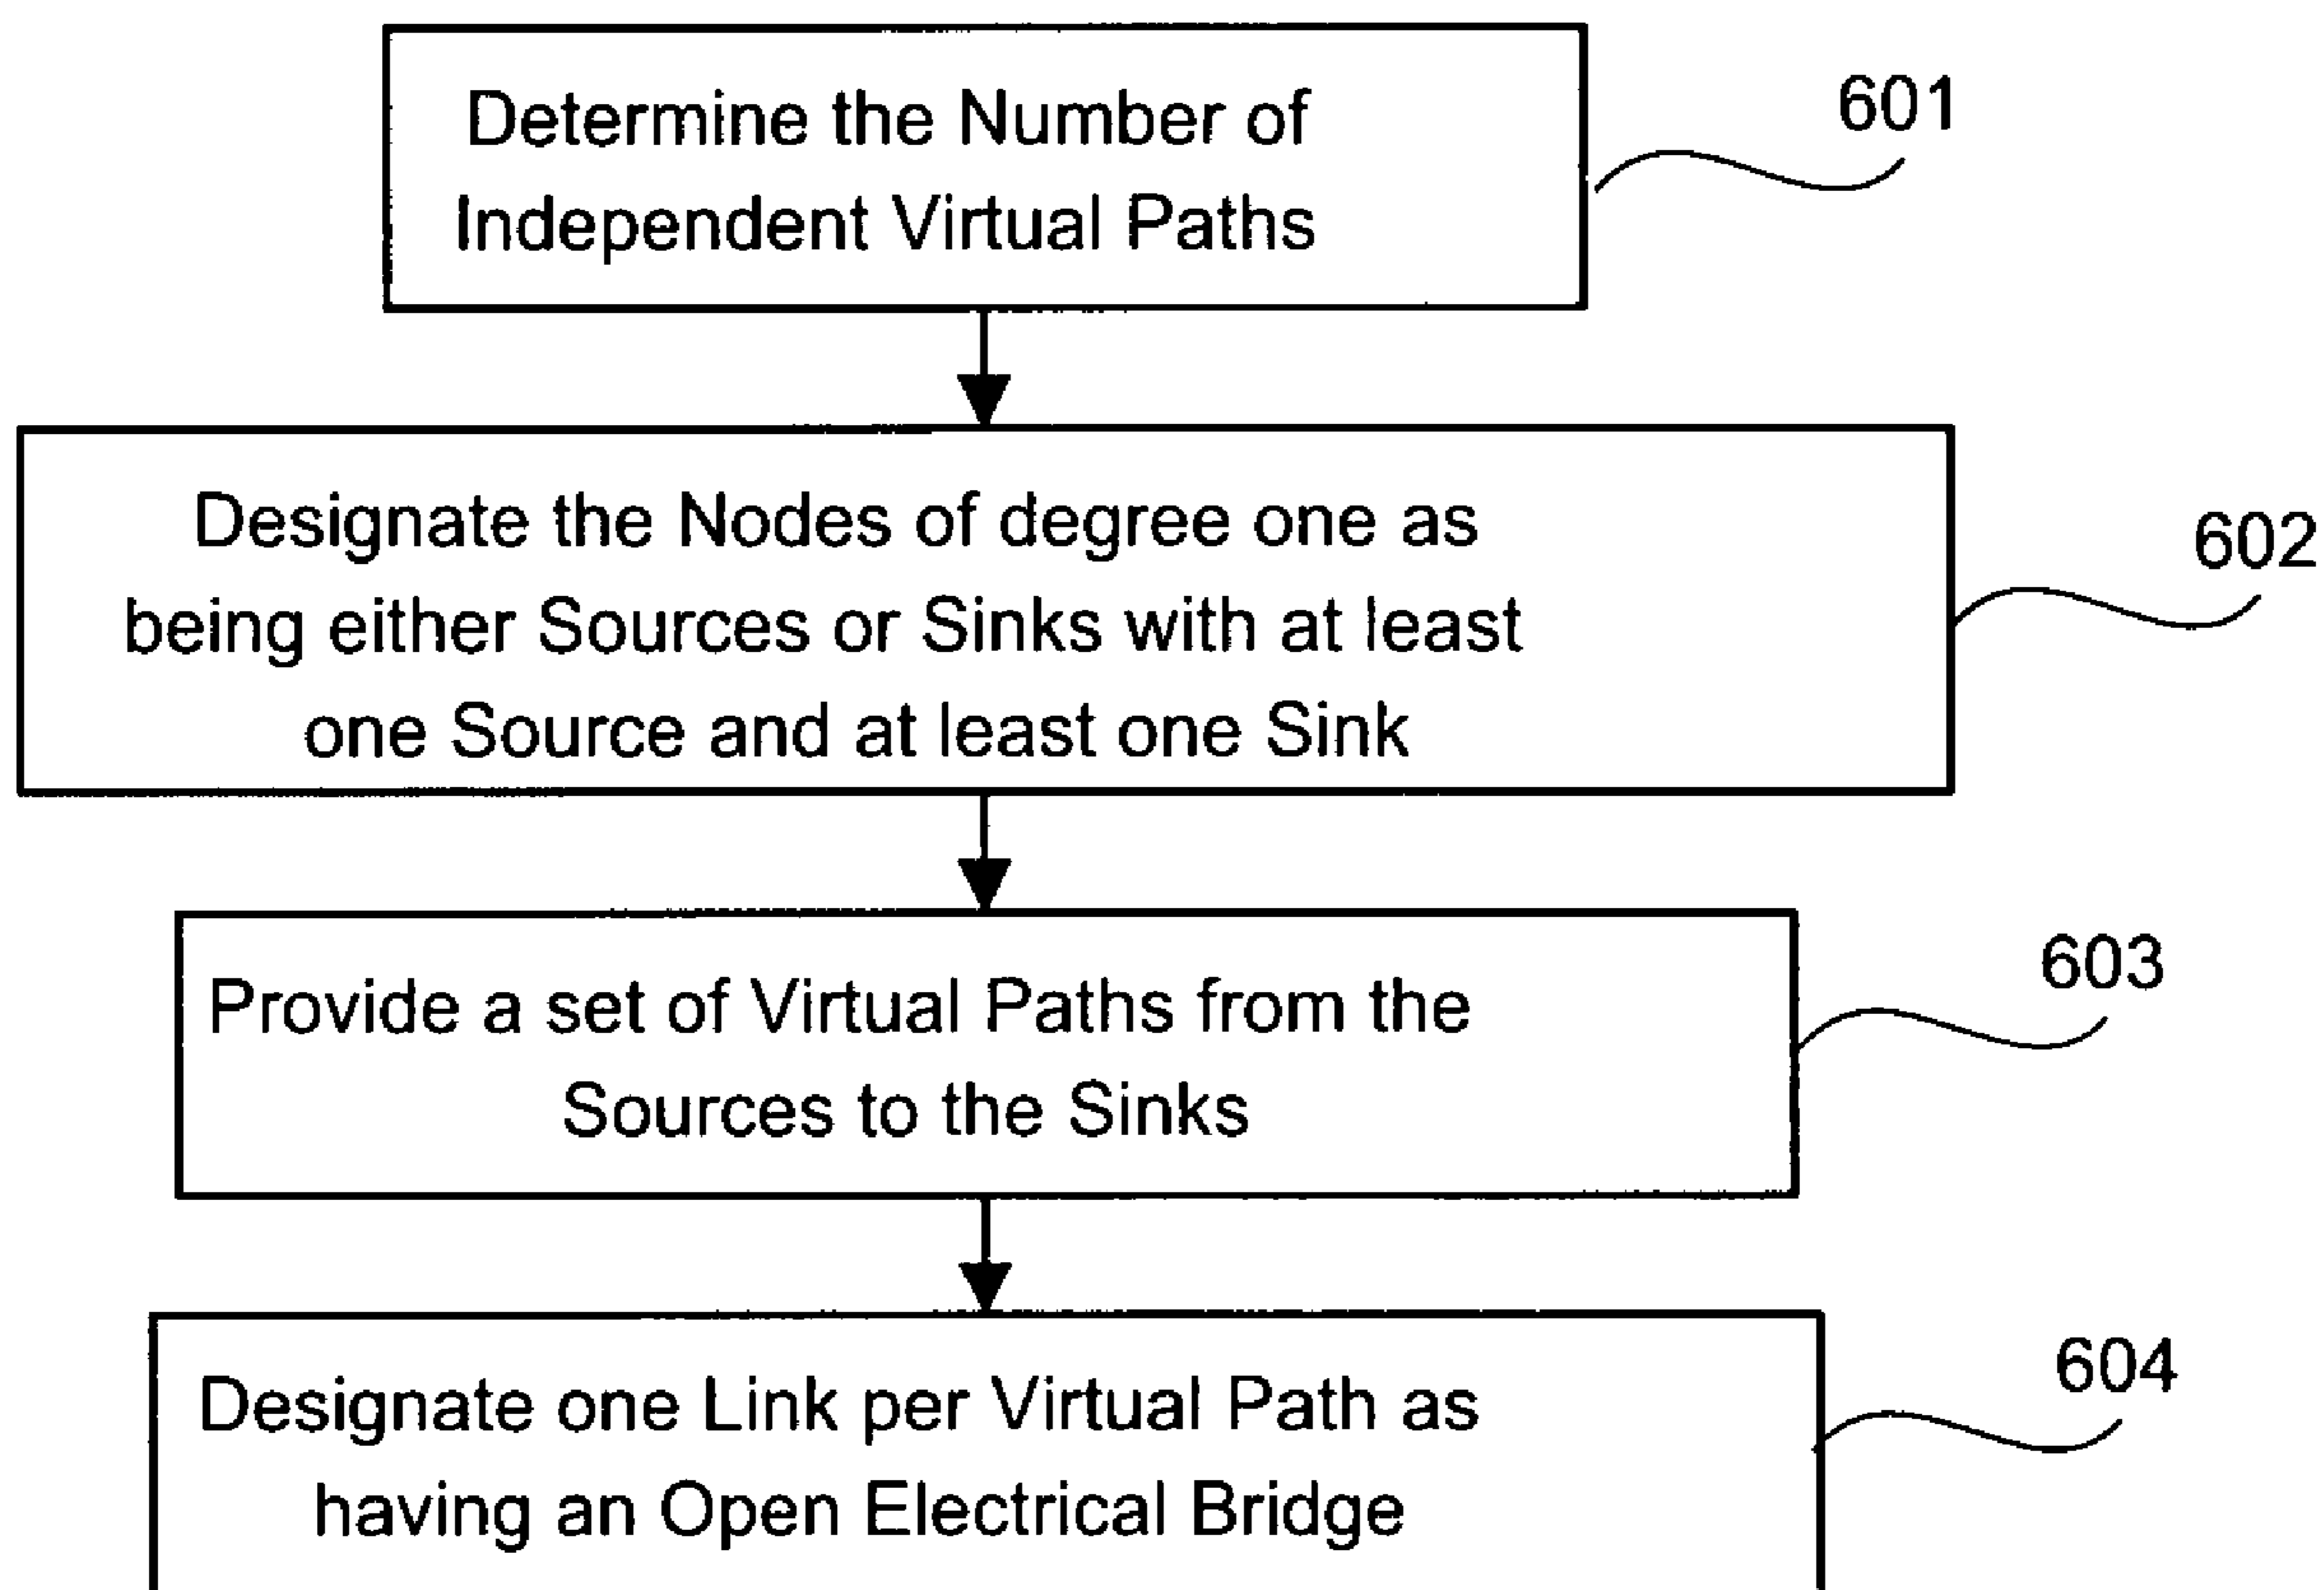 Determine the Number of
Independent Virtual Paths
601
Designate the Nodes of degree one as
being either Sources or Sinks with at least
one Source and at least one Sink
602
Provide a set of Virtual Paths from the
Sources to the Sinks
603
Designate one Link per Virtual Path as
having an Open Electrical Bridge
604